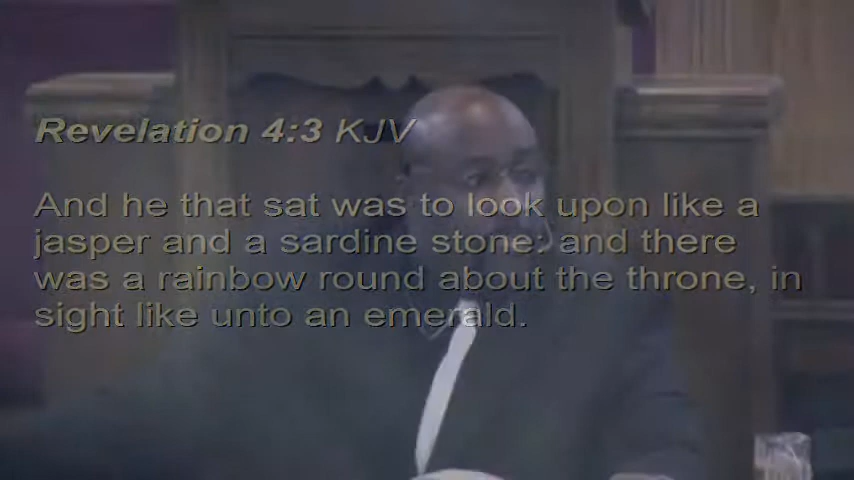 Revelation 4:3 KJV
And he that sat was to look upon like a
jasper and a sardine stone: and there
was a rainbow round about the throne, in
sight like unto an emerald.